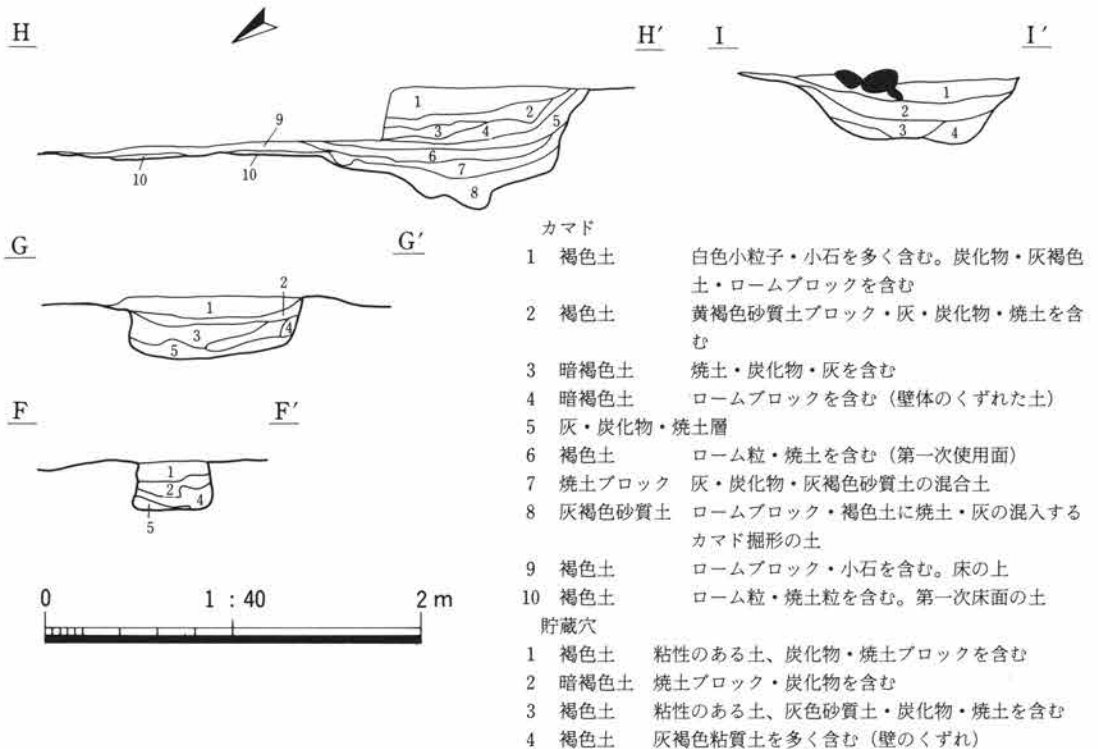 H H′ I I′
1
2
3 4 5
9
6
7
10 10 8
1
2
3 4
G G′
1 2
3 4
5
F F′
1
2 4
5
0 1 : 40 2 m
カマド
1 褐色土 白色小粒子・小石を多く含む。炭化物・灰褐色
土・ロームブロックを含む
2 褐色土 黄褐色砂質土ブロック・灰・炭化物・焼土を含
む
3 暗褐色土 焼土・炭化物・灰を含む
4 暗褐色土 ロームブロックを含む（壁体のくずれた土）
5 灰・炭化物・焼土層
6 褐色土 ローム粒・焼土を含む（第一次使用面）
7 焼土ブロック 灰・炭化物・灰褐色砂質土の混合土
8 灰褐色砂質土 ロームブロック・褐色土に焼土・灰の混入する
カマド掘形の土
9 褐色土 ロームブロック・小石を含む。床の上
10 褐色土 ローム粒・焼土粒を含む。第一次床面の土
貯蔵穴
1 褐色土 粘性のある土、炭化物・焼土ブロックを含む
2 暗褐色土 焼土ブロック・炭化物を含む
3 褐色土 粘性のある土、灰色砂質土・炭化物・焼土を含む
4 褐色土 灰褐色粘質土を多く含む（壁のくずれ）